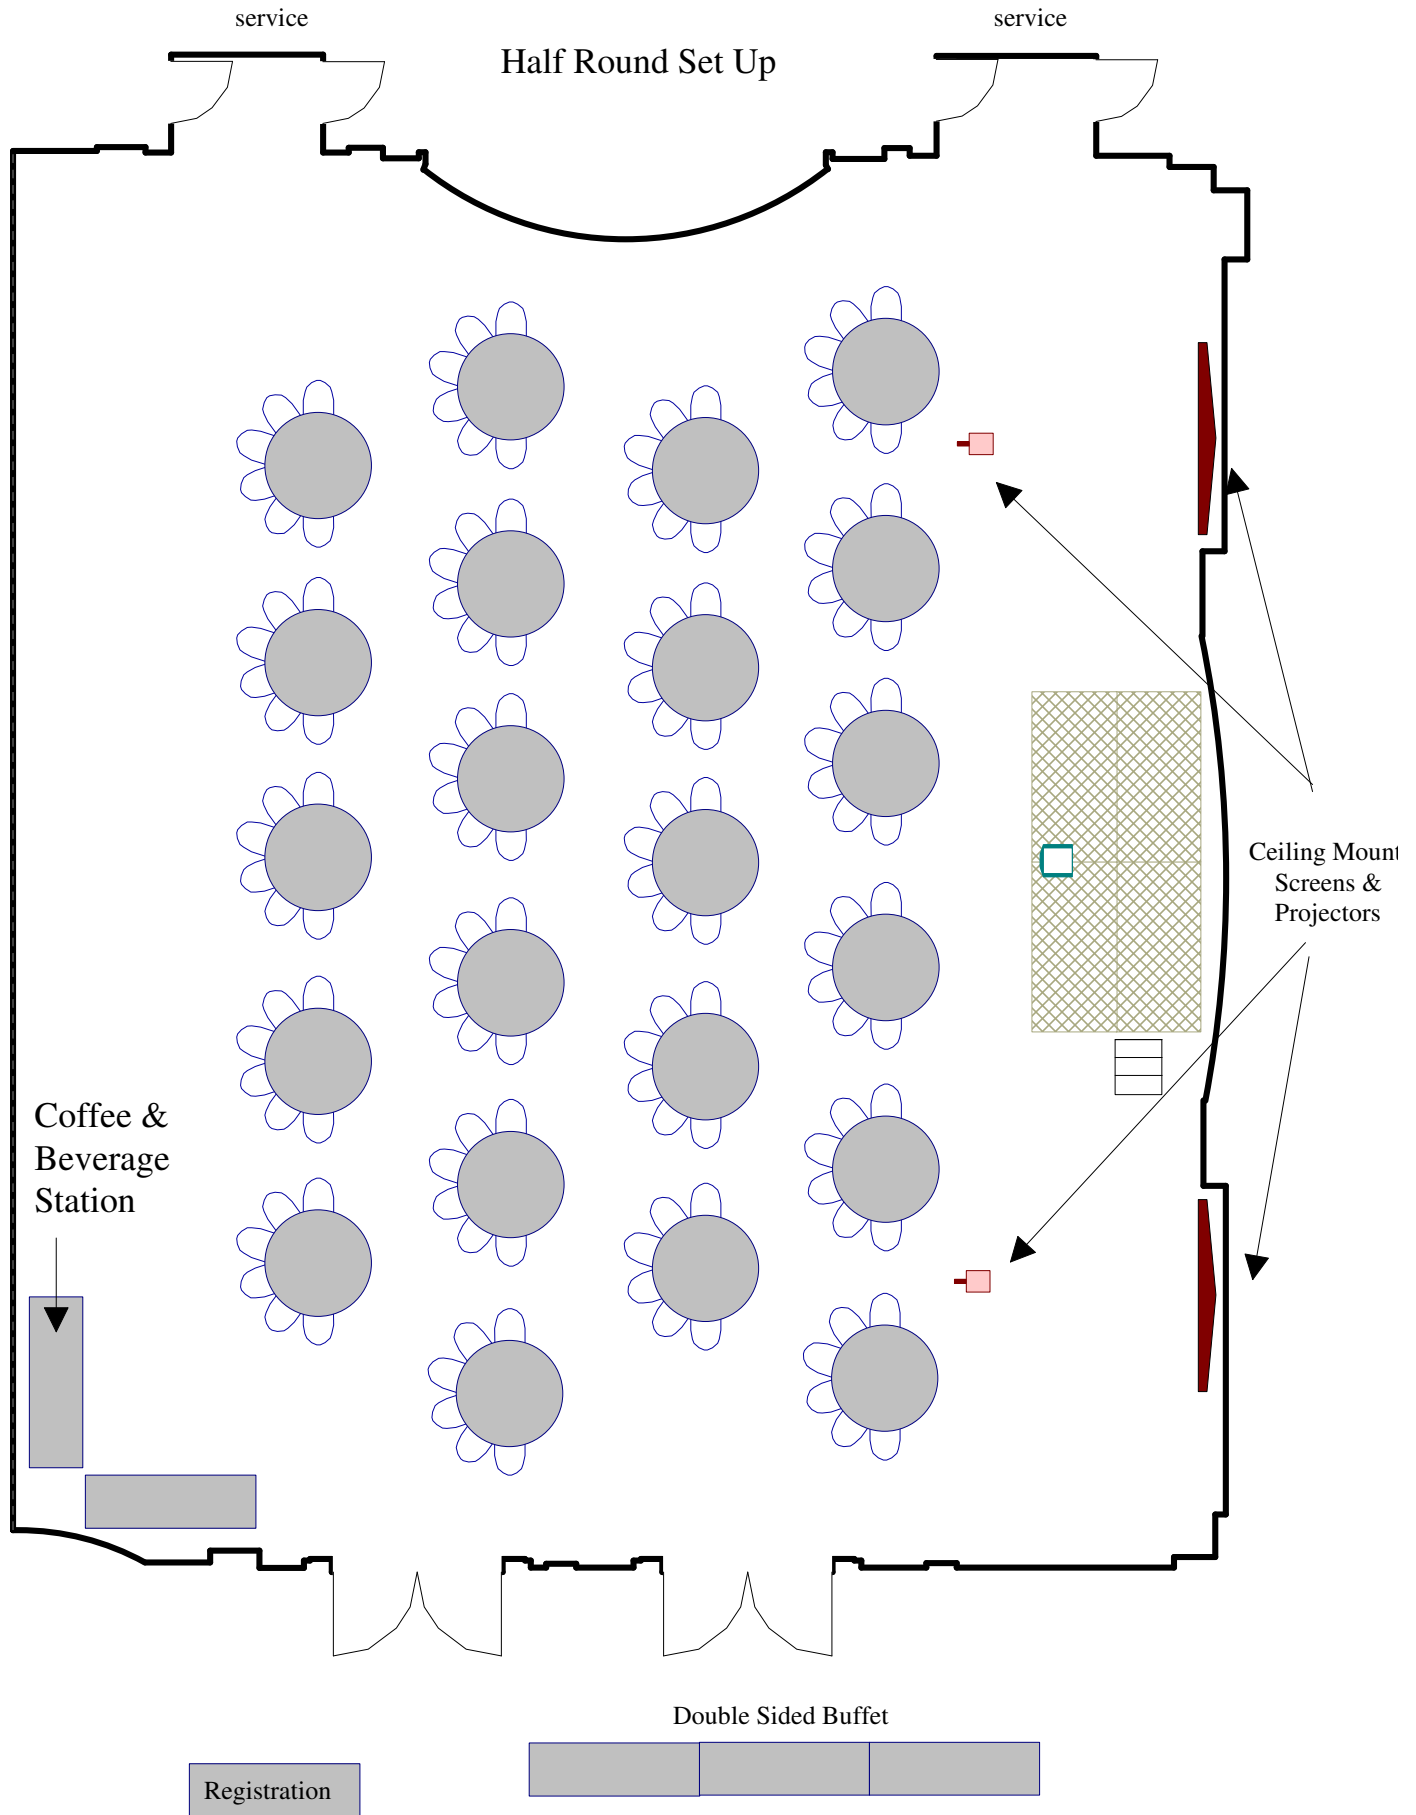 service
service
Half Round Set Up
Ceiling Mount
Screens &
Projectors
Coffee &
Beverage
Station
Double Sided Buffet
Registration